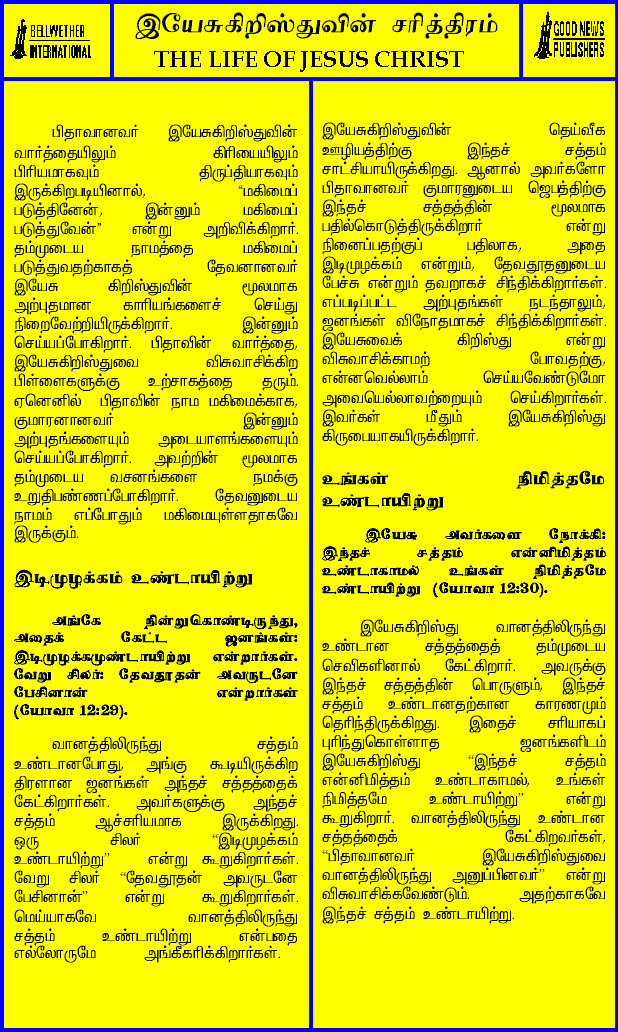 BELLWETHER
INTERNATIONAL
இயேசுகிறிஸ்துவின் சரித்திரம்
THE LIFE OF JESUS CHRIST
GOOD NEWS
PUBLISHERS
பிதாவானவர் இயேசுகிறிஸ்துவின்
வார்த்தையிலும் கிரியையிலும்
பிரியமாகவும் திருப்தியாகவும்
இருக்கிறபடியினால், “மகிமைப்
படுத்தினேன், இன்னும் மகிமைப்
படுத்துவேன்” என்று அறிவிக்கிறார்.
தம்முடைய நாமத்தை மகிமைப்
படுத்துவதற்காகத் தேவனானவர்
இயேசு கிறிஸ்துவின் மூலமாக
அற்புதமான காரியங்களைச் செய்து
நிறைவேற்றியிருக்கிறார். இன்னும்
செய்யப்போகிறார். பிதாவின் வார்த்தை,
இயேசுகிறிஸ்துவை விசுவாசிக்கிற
பிள்ளைகளுக்கு உற்சாகத்தை தரும்.
ஏனெனில் பிதாவின் நாம மகிமைக்காக,
குமாரனானவர் இன்னும்
அற்புதங்களையும் அடையாளங்களையும்
செய்யப்போகிறார். அவற்றின் மூலமாக
தம்முடைய வசனங்களை நமக்கு
உறுதிபண்ணப்போகிறார். தேவனுடைய
நாமம் எப்போதும் மகிமையுள்ளதாகவே
இருக்கும்.
இடிமுழக்கம் உண்டாயிற்று
அங்கே நின்றுகொண்டிருந்து,
அதைக் கேட்ட ஜனங்கள்:
இடிமுழக்கமுண்டாயிற்று என்றார்கள்.
வேறு சிலர்: தேவதூதன் அவருடனே
பேசினான் என்றார்கள்
(யோவா 12:29).
வானத்திலிருந்து சத்தம்
உண்டானபோது, அங்கு கூடியிருக்கிற
திரளான ஜனங்கள் அந்தச் சத்தத்தைக்
கேட்கிறார்கள். அவர்களுக்கு அந்தச்
சத்தம் ஆச்சரியமாக இருக்கிறது.
ஒரு சிலர் “இடிமுழக்கம்
உண்டாயிற்று” என்று கூறுகிறார்கள்.
வேறு சிலர் “தேவதூதன் அவருடனே
பேசினான்” என்று கூறுகிறார்கள்.
மெய்யாகவே வானத்திலிருந்து
சத்தம் உண்டாயிற்று என்பதை
எல்லோருமே அங்கீகரிக்கிறார்கள்.
இயேசுகிறிஸ்துவின் தெய்வீக
ஊழியத்திற்கு இந்தச் சத்தம்
சாட்சியாயிருக்கிறது. ஆனால் அவர்களோ
பிதாவானவர் குமாரனுடைய ஜெபத்திற்கு
இந்தச் சத்தத்தின் மூலமாக
பதில்கொடுத்திருக்கிறார் என்று
நினைப்பதற்குப் பதிலாக, அதை
இடிமுழக்கம் என்றும், தேவதூதனுடைய
பேச்சு என்றும் தவறாகச் சிந்திக்கிறார்கள்.
எப்படிப்பட்ட அற்புதங்கள் நடந்தாலும்,
ஜனங்கள் விநோதமாகச் சிந்திக்கிறார்கள்.
இயேசுவைக் கிறிஸ்து என்று
விசுவாசிக்காமற் போவதற்கு,
என்னவெல்லாம் செய்யவேண்டுமோ
அவையெல்லாவற்றையும் செய்கிறார்கள்.
இவர்கள் மீதும் இயேசுகிறிஸ்து
கிருபையாகயிருக்கிறார்.
உங்கள் நிமித்தமே
உண்டாயிற்று
இயேசு அவர்களை நோக்கி:
இந்தச் சத்தம் என்னிமித்தம்
உண்டாகாமல் உங்கள் நிமித்தமே
உண்டாயிற்று (யோவா 12:30).
இயேசுகிறிஸ்து வானத்திலிருந்து
உண்டான சத்தத்தைத் தம்முடைய
செவிகளினால் கேட்கிறார். அவருக்கு
இந்தச் சத்தத்தின் பொருளும், இந்தச்
சத்தம் உண்டானதற்கான காரணமும்
தெரிந்திருக்கிறது. இதைச் சரியாகப்
புரிந்துகொள்ளாத ஜனங்களிடம்
இயேசுகிறிஸ்து “இந்தச் சத்தம்
என்னிமித்தம் உண்டாகாமல், உங்கள்
நிமித்தமே உண்டாயிற்று” என்று
கூறுகிறார். வானத்திலிருந்து உண்டான
சத்தத்தைக் கேட்கிறவர்கள்,
“பிதாவானவர் இயேசுகிறிஸ்துவை
வானத்திலிருந்து அனுப்பினவர்” என்று
விசுவாசிக்கவேண்டும். அதற்காகவே
இந்தச் சத்தம் உண்டாயிற்று.